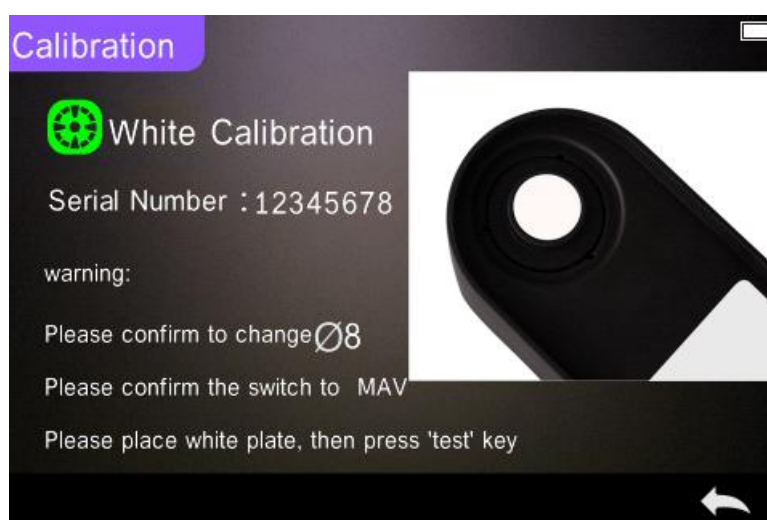 Calibration
White Calibration
Serial Number : 12345678
warning:
Please confirm to change∅8
Please confirm the switch to MAV
Please place white plate, then press 'test' key